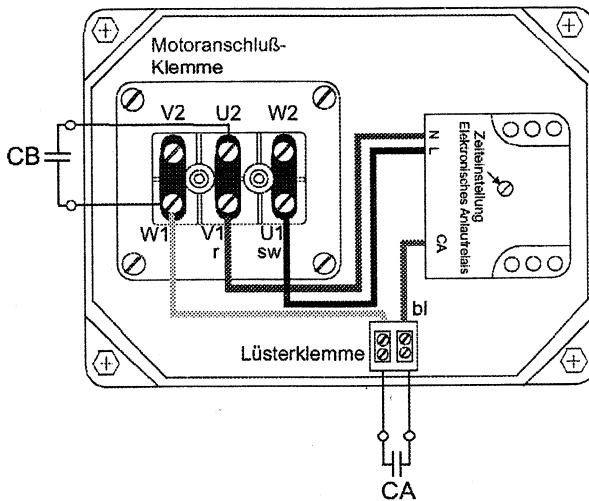 Motoranschluß-
Klemme
V2 U2 W2
CB
W1 V1 U1
r sw
N
L
Zeiteinstellung
Elektronisches Anlaufrelais
CA
bl
Lüsterklemme
CA